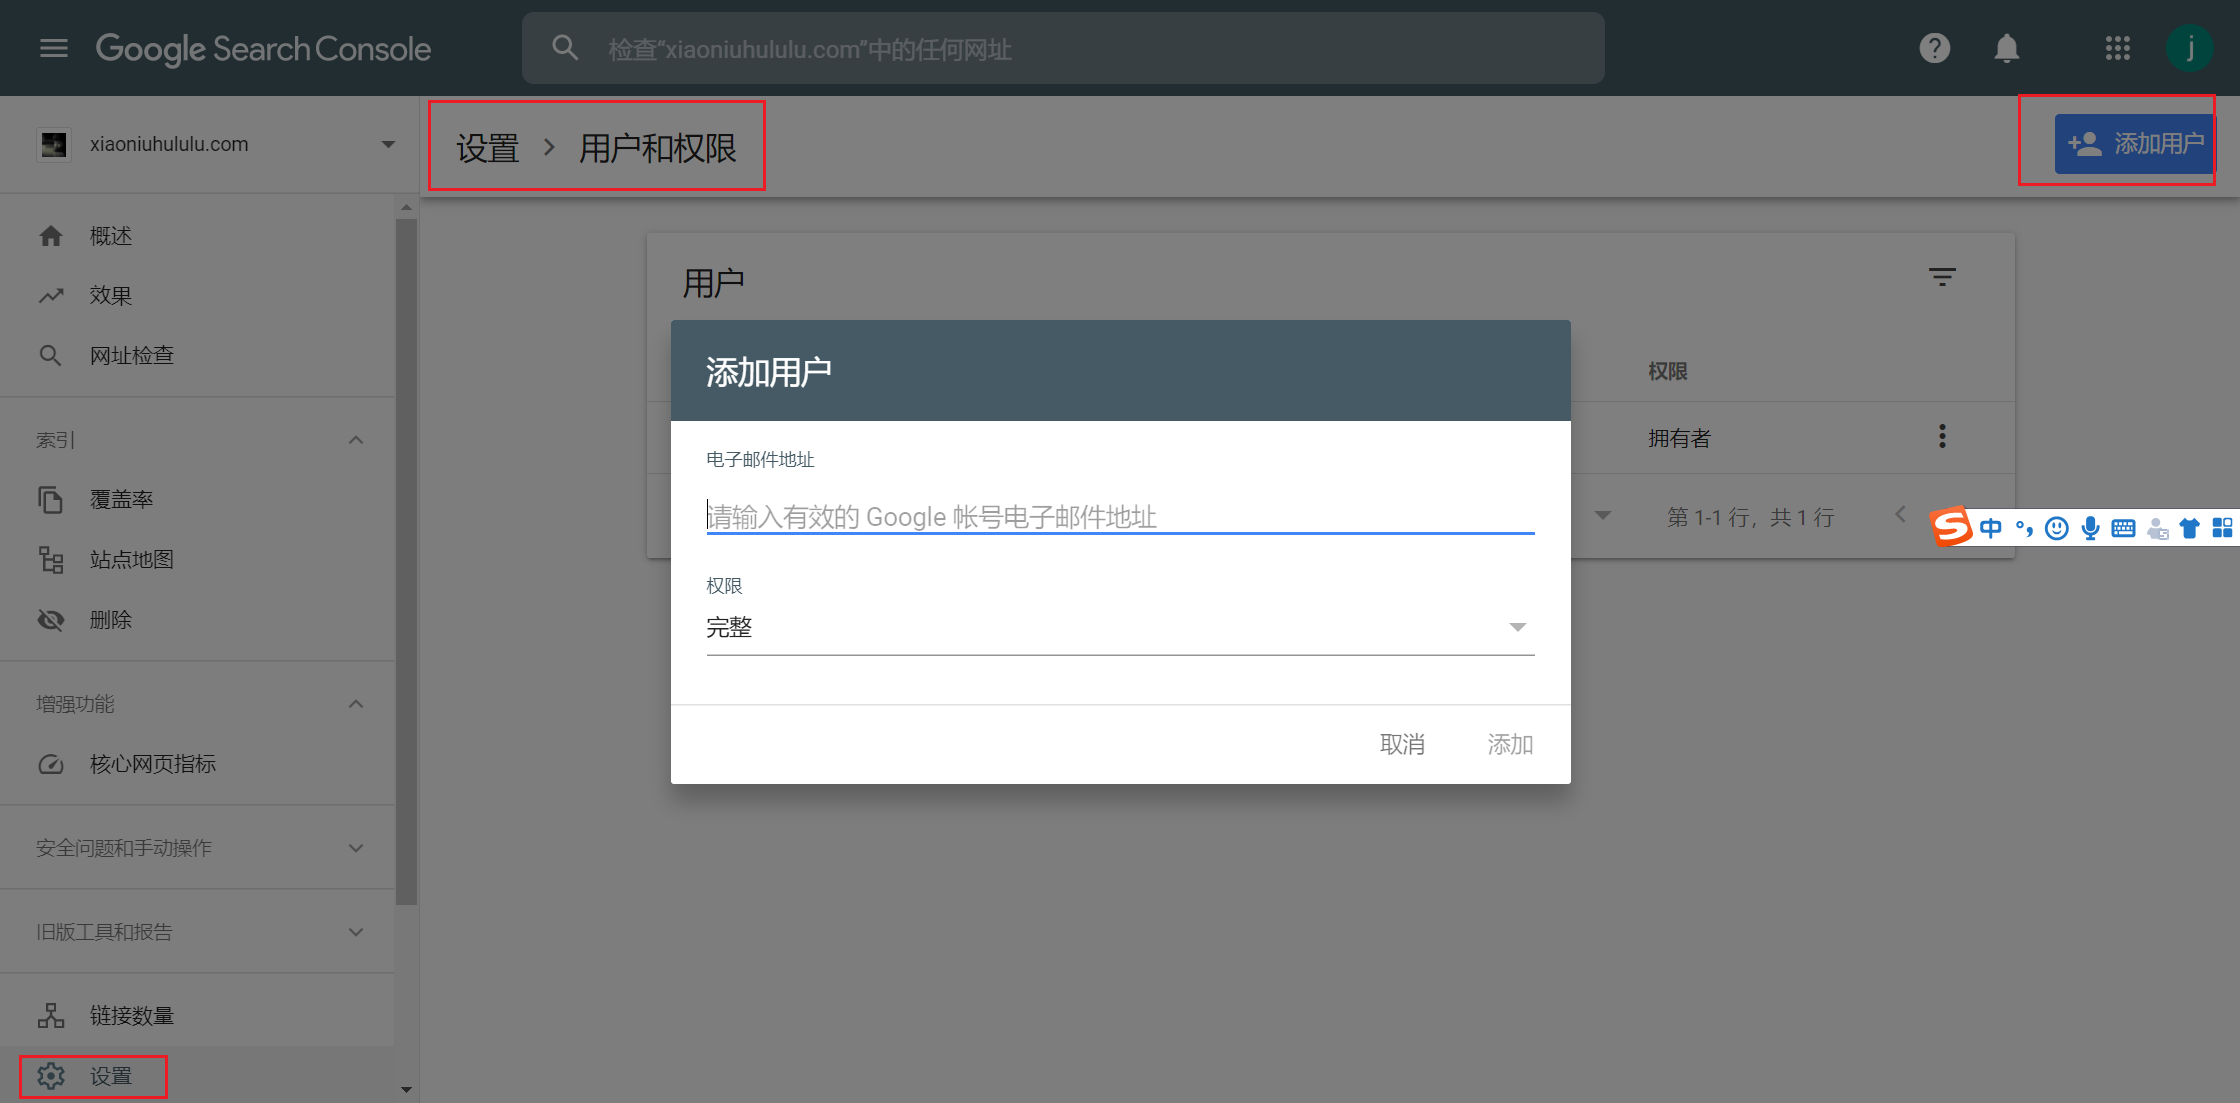 Google Search Console
检查“xiaoniuhululu.com”中的任何网址
j
xiaoniuhululu.com
设置 > 用户和权限
添加用户
概述
效果
网址检查
索引
覆盖率
站点地图
删除
增强功能
核心网页指标
安全问题和手动操作
旧版工具和报告
链接数量
设置
用户
权限
拥有者
第 1-1 行，共 1 行
添加用户
电子邮件地址
请输入有效的 Google 帐号电子邮件地址
权限
完整
取消
添加
S 中